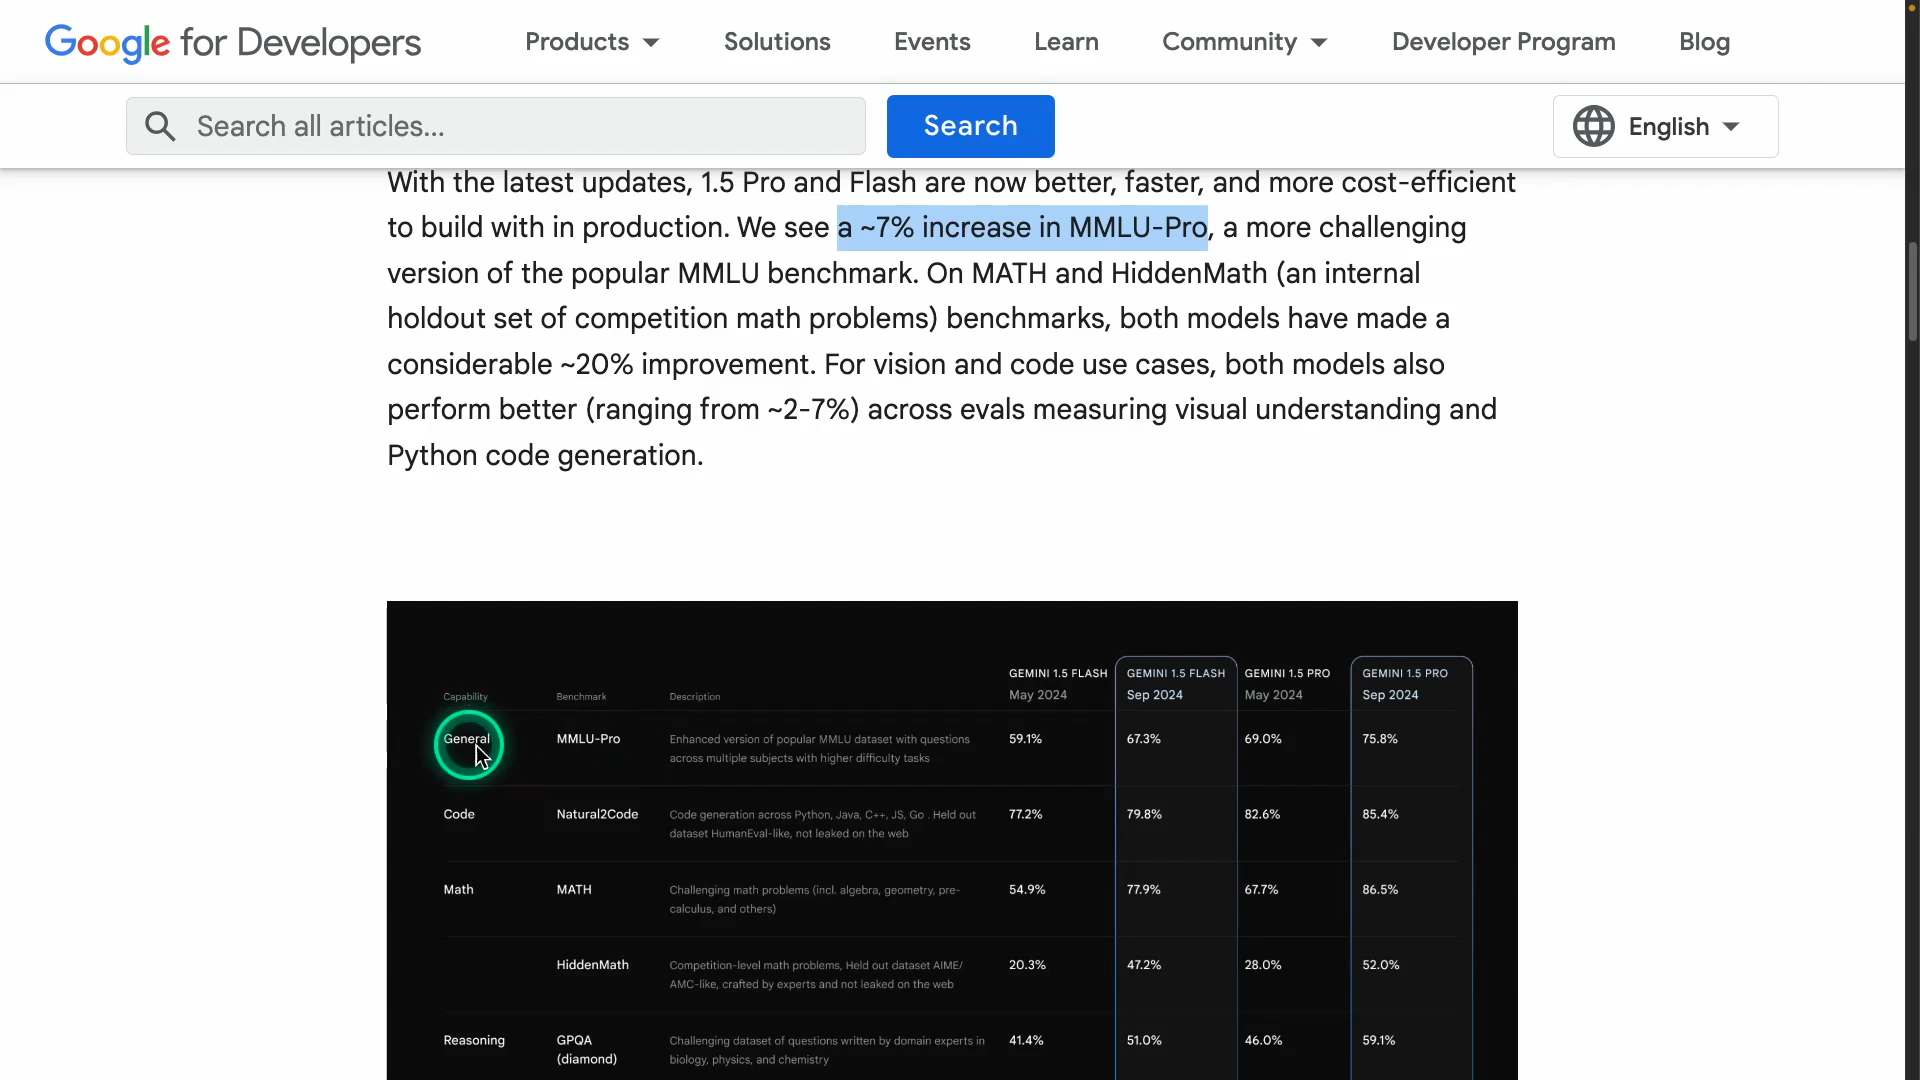 Google for Developers
Products
Solutions
Events
Learn
Community
Developer Program
Blog
Search all articles...
Search
English
With the latest updates, 1.5 Pro and Flash are now better, faster, and more cost-efficient
to build with in production. We see a ~7% increase in MMLU-Pro, a more challenging
version of the popular MMLU benchmark. On MATH and HiddenMath (an internal
holdout set of competition math problems) benchmarks, both models have made a
considerable ~20% improvement. For vision and code use cases, both models also
perform better (ranging from ~2-7%) across evals measuring visual understanding and
Python code generation.
GEMINI 1.5 FLASH GEMINI 1.5 FLASH GEMINI 1.5 PRO GEMINI 1.5 PRO
Capability Benchmark Description May 2024 Sep 2024 May 2024 Sep 2024
General MMLU-Pro Enhanced version of popular MMLU dataset with questions 59.1% 67.3% 69.0% 75.8%
across multiple subjects with higher difficulty tasks
Code Natural2Code Code generation across Python, Java, C++, JS, Go . Held out 77.2% 79.8% 82.6% 85.4%
dataset HumanEval-like, not leaked on the web
Math MATH Challenging math problems (incl. algebra, geometry, pre- 54.9% 77.9% 67.7% 86.5%
calculus, and others)
HiddenMath Competition-level math problems, Held out dataset AIME/ 20.3% 47.2% 28.0% 52.0%
AMC-like, crafted by experts and not leaked on the web
Reasoning GPQA Challenging dataset of questions written by domain experts in 41.4% 51.0% 46.0% 59.1%
(diamond) biology, physics, and chemistry